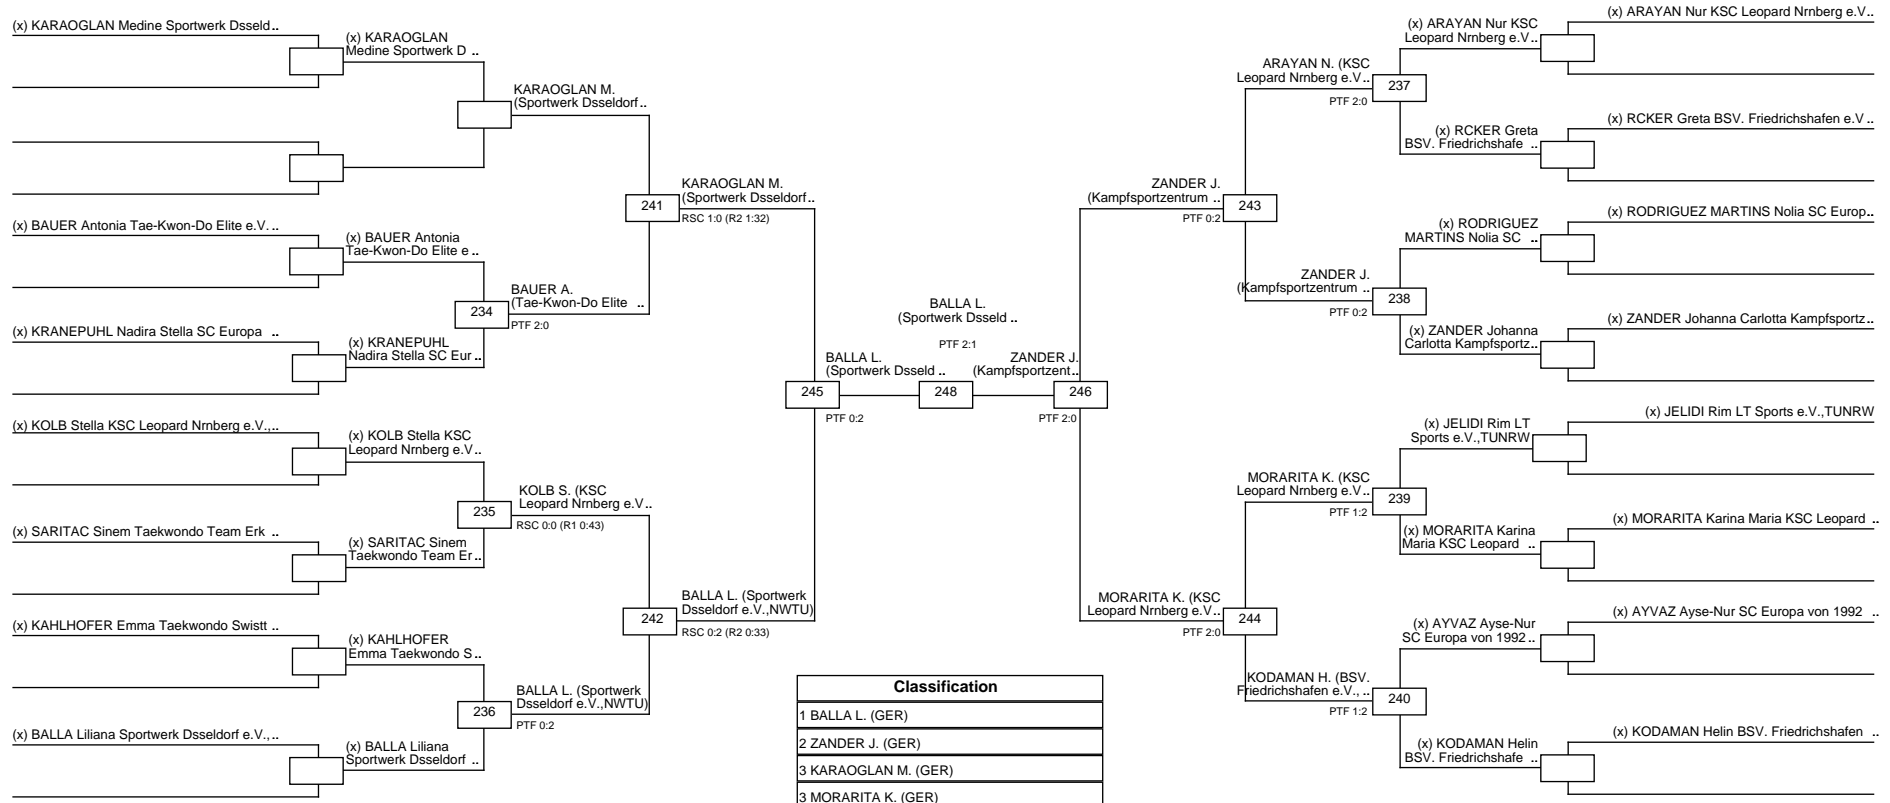 (x) KARAOGLAN Medine Sportwerk Dsseld ..
(x) KARAOGLAN
Medine Sportwerk D ..
KARAOGLAN M.
(Sportwerk Dsseldorf ..
(x) BAUER Antonia Tae-Kwon-Do Elite e.V. ..
(x) BAUER Antonia
Tae-Kwon-Do Elite e ..
234
BAUER A.
(Tae-Kwon-Do Elite ..
PTF 2:0
(x) KRANEPUHL Nadira Stella SC Europa ..
(x) KRANEPUHL
Nadira Stella SC Eur ..
241
KARAOGLAN M.
(Sportwerk Dsseldorf ..
RSC 1:0 (R2 1:32)
(x) KOLB Stella KSC Leopard Nrnberg e.V.,..
(x) KOLB Stella KSC
Leopard Nrnberg e.V. ..
235
KOLB S. (KSC
Leopard Nrnberg e.V. ..
RSC 0:0 (R1 0:43)
(x) SARITAC Sinem Taekwondo Team Erk ..
(x) SARITAC Sinem
Taekwondo Team Er ..
242
BALLA L. (Sportwerk
Dsseldorf e.V.,NWTU)
RSC 0:2 (R2 0:33)
(x) KAHLHOFER Emma Taekwondo Swistt ..
(x) KAHLHOFER
Emma Taekwondo S ..
236
BALLA L. (Sportwerk
Dsseldorf e.V.,NWTU)
PTF 0:2
(x) BALLA Liliana Sportwerk Dsseldorf e.V.,..
(x) BALLA Liliana
Sportwerk Dsseldorf ..
245
BALLA L.
(Sportwerk Dsseld ..
PTF 0:2
BALLA L.
(Sportwerk Dsseld ..
PTF 2:1
248
ZANDER J.
(Kampfsportzent ..
246
PTF 2:0
(x) ARAYAN Nur KSC Leopard Nrnberg e.V ..
(x) ARAYAN Nur KSC
Leopard Nrnberg e.V ..
ARAYAN N. (KSC
Leopard Nrnberg e.V ..
237
PTF 2:0
(x) RCKER Greta BSV. Friedrichshafen e.V ..
(x) RCKER Greta
BSV. Friedrichshafe ..
ZANDER J.
(Kampfsportzentrum ..
243
PTF 0:2
(x) RODRIGUEZ MARTINS Nolia SC Europ ..
(x) RODRIGUEZ
MARTINS Nolia SC ..
ZANDER J.
(Kampfsportzentrum ..
238
PTF 0:2
(x) ZANDER Johanna Carlotta Kampfsportz ..
(x) ZANDER Johanna
Carlotta Kampfsportz ..
(x) JELIDI Rim LT Sports e.V.,TUNRW
(x) JELIDI Rim LT
Sports e.V.,TUNRW
MORARITA K. (KSC
Leopard Nrnberg e.V ..
239
PTF 1:2
(x) MORARITA Karina Maria KSC Leopard ..
(x) MORARITA Karina
Maria KSC Leopard ..
MORARITA K. (KSC
Leopard Nrnberg e.V ..
244
PTF 2:0
(x) AYVAZ Ayse-Nur SC Europa von 1992 ..
(x) AYVAZ Ayse-Nur
SC Europa von 1992 ..
KODAMAN H. (BSV.
Friedrichshafen e.V., ..
240
PTF 1:2
(x) KODAMAN Helin BSV. Friedrichshafen ..
(x) KODAMAN Helin
BSV. Friedrichshafe ..
Classification
1 BALLA L. (GER)
2 ZANDER J. (GER)
3 KARAOGLAN M. (GER)
3 MORARITA K. (GER)